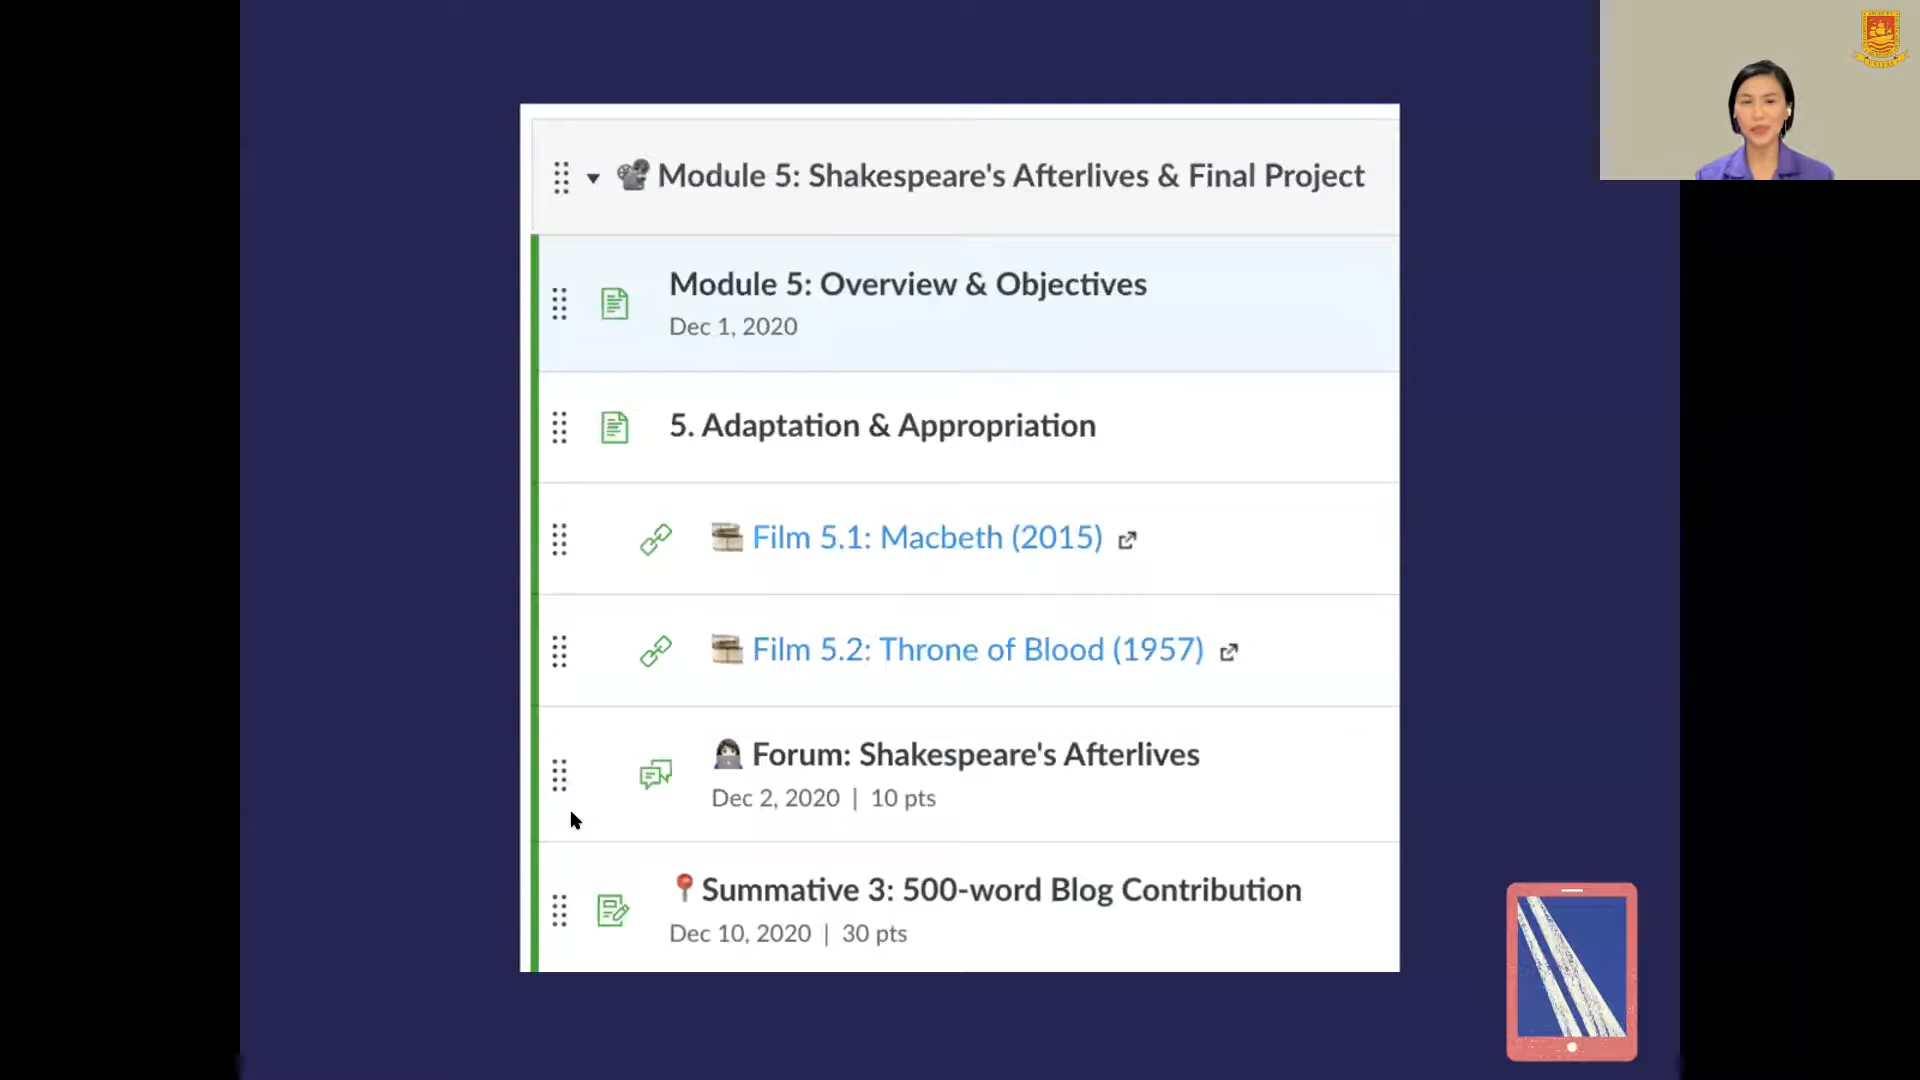 Module 5: Shakespeare's Afterlives & Final Project
Module 5: Overview & Objectives
Dec 1, 2020
5. Adaptation & Appropriation
Film 5.1: Macbeth (2015)
Film 5.2: Throne of Blood (1957)
Forum: Shakespeare's Afterlives
Dec 2, 2020 | 10 pts
Summative 3: 500-word Blog Contribution
Dec 10, 2020 | 30 pts